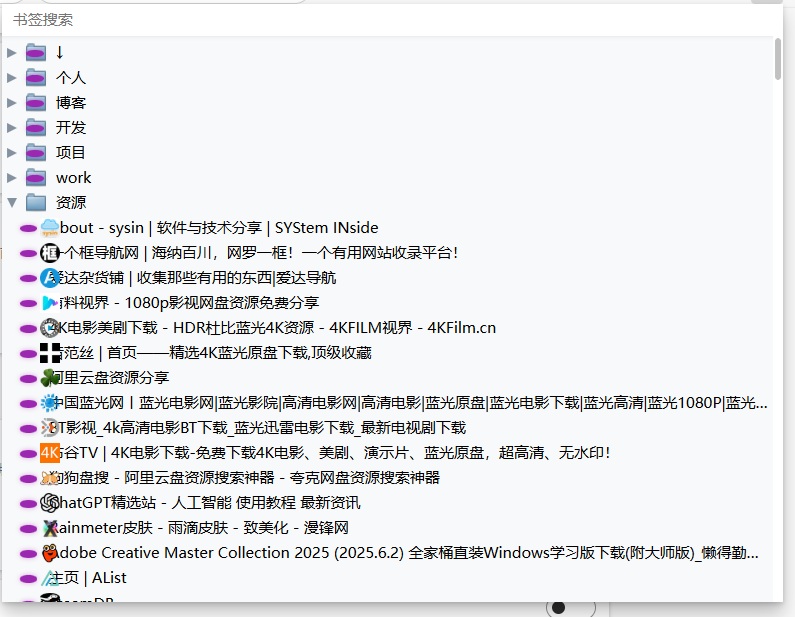 书签搜索
↓
个人
博客
开发
项目
work
资源
bout - sysin | 软件与技术分享 | SYStem INside
一个框导航网 | 海纳百川，网罗一框！一个有用网站收录平台！
爱达杂货铺 | 收集那些有用的东西|爱达导航
有料视界 - 1080p影视网盘资源免费分享
4K电影美剧下载 - HDR杜比蓝光4K资源 - 4KFILM视界 - 4KFilm.cn
范丝 | 首页——精选4K蓝光原盘下载,顶级收藏
阿里云盘资源分享
中国蓝光网丨蓝光电影网|蓝光影院|高清电影网|高清电影|蓝光原盘|蓝光电影下载|蓝光高清|蓝光1080P|蓝光...
BT影视_4k高清电影BT下载_蓝光迅雷电影下载_最新电视剧下载
4K 布谷TV | 4K电影下载-免费下载4K电影、美剧、演示片、蓝光原盘，超高清、无水印！
狗狗盘搜 - 阿里云盘资源搜索神器 - 夸克网盘资源搜索神器
hatGPT精选站 - 人工智能 使用教程 最新资讯
ainmeter皮肤 - 雨滴皮肤 - 致美化 - 漫锋网
Adobe Creative Master Collection 2025 (2025.6.2) 全家桶直装Windows学习版下载(附大师版)_懒得勤...
主页 | AList